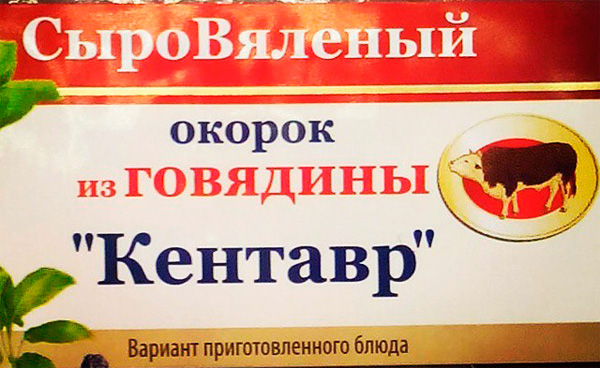 СыроВяленый
окорок
из ГОВЯДИНЫ
"Кентавр"
Вариант приготовленного блюда